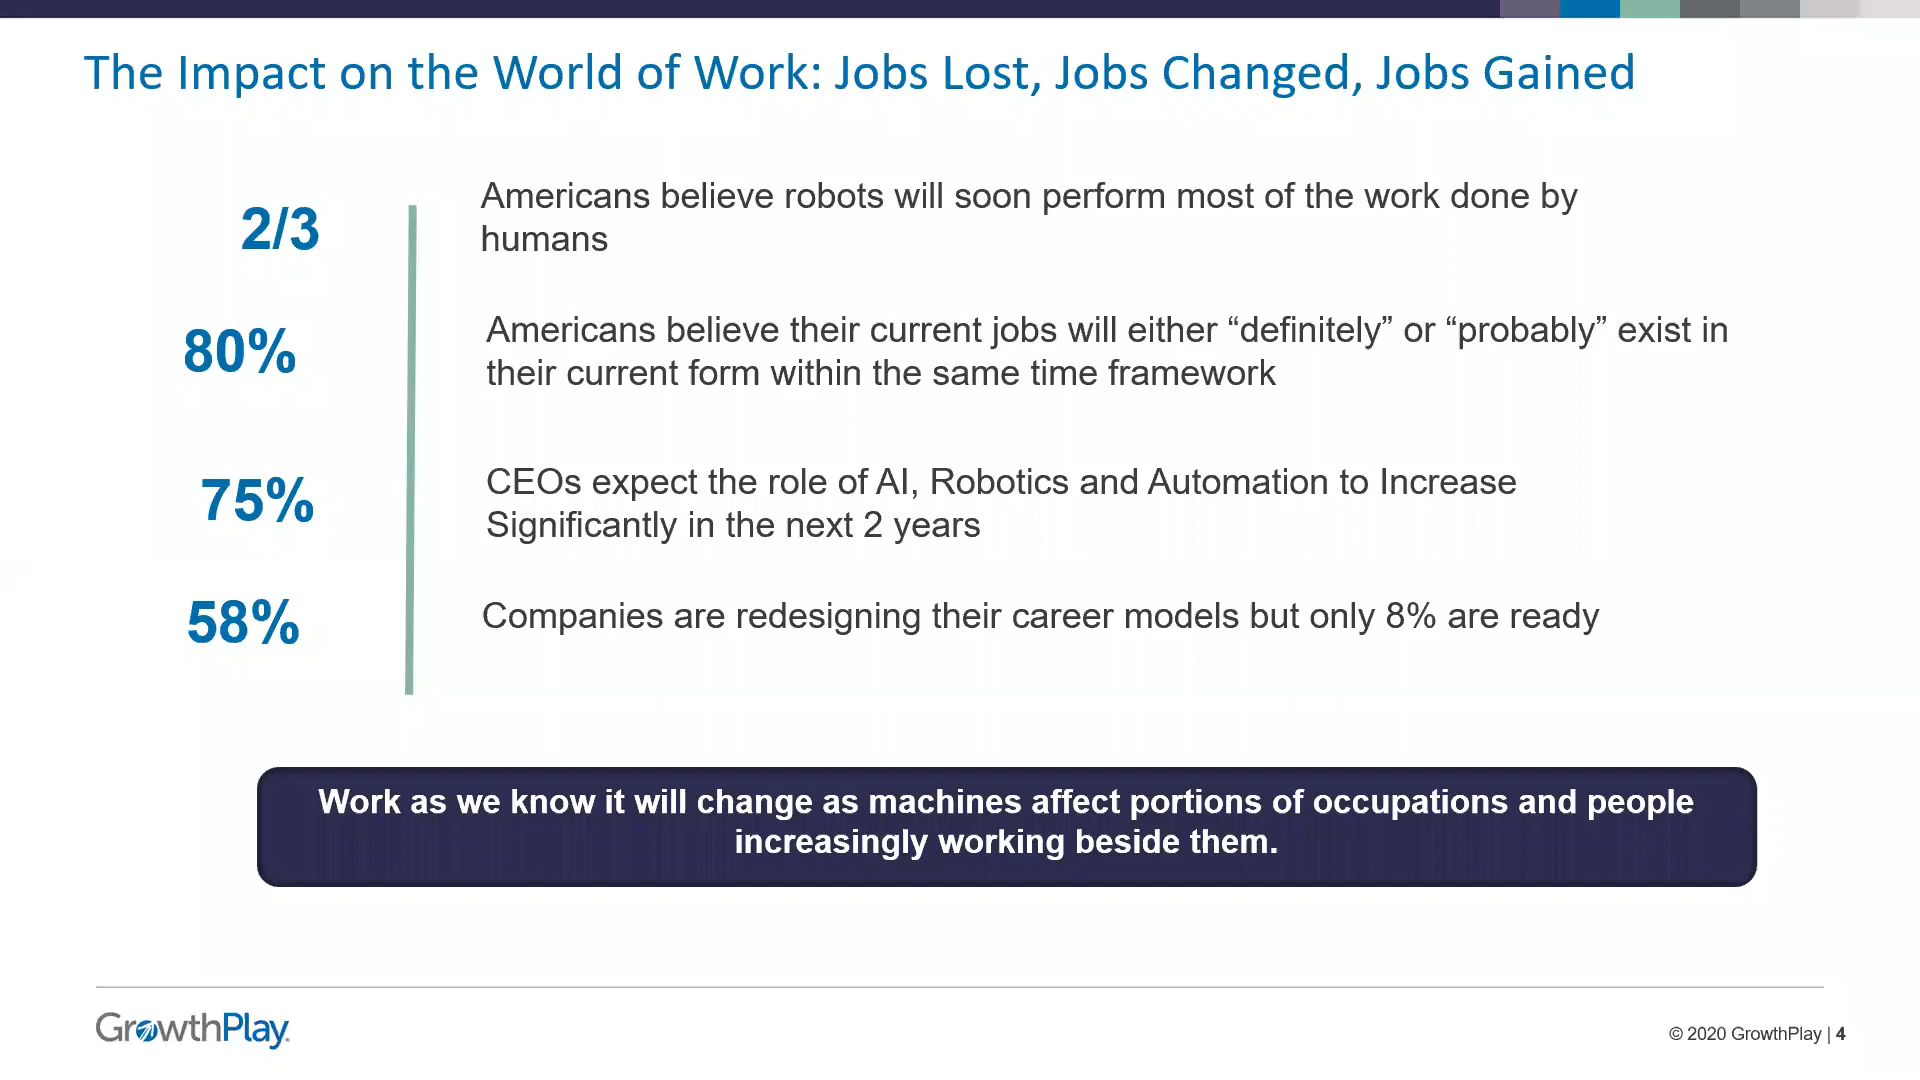 The Impact on the World of Work: Jobs Lost, Jobs Changed, Jobs Gained
2/3
Americans believe robots will soon perform most of the work done by
humans
80%
Americans believe their current jobs will either “definitely” or “probably” exist in
their current form within the same time framework
75%
CEOs expect the role of AI, Robotics and Automation to Increase
Significantly in the next 2 years
58%
Companies are redesigning their career models but only 8% are ready
Work as we know it will change as machines affect portions of occupations and people
increasingly working beside them.
GrowthPlay
© 2020 GrowthPlay | 4